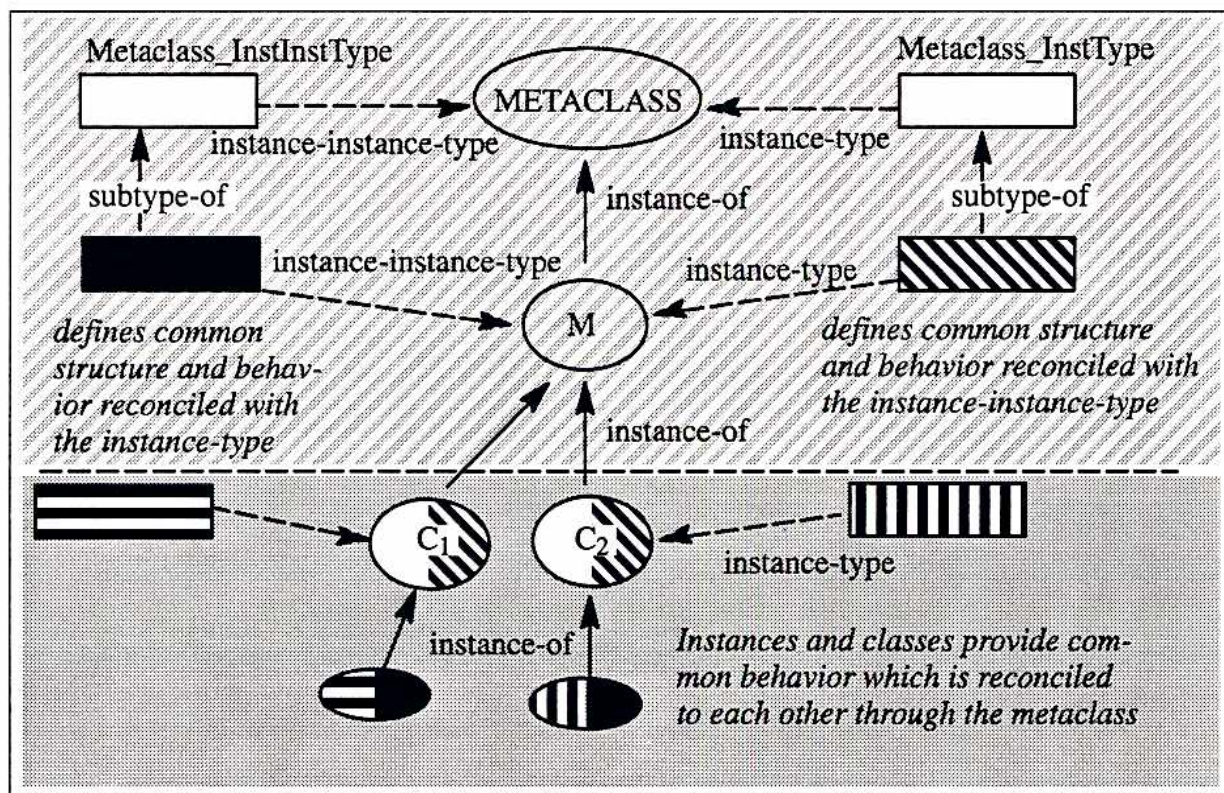 Metaclass_InstInstType
Metaclass_InstType
METACLASS
instance-instance-type
instance-type
subtype-of
instance-of
subtype-of
instance-instance-type
instance-type
M
defines common
structure and behav-
ior reconciled with
the instance-type
defines common structure
and behavior reconciled with
the instance-instance-type
instance-of
C1
C2
instance-type
instance-of
Instances and classes provide com-
mon behavior which is reconciled
to each other through the metaclass